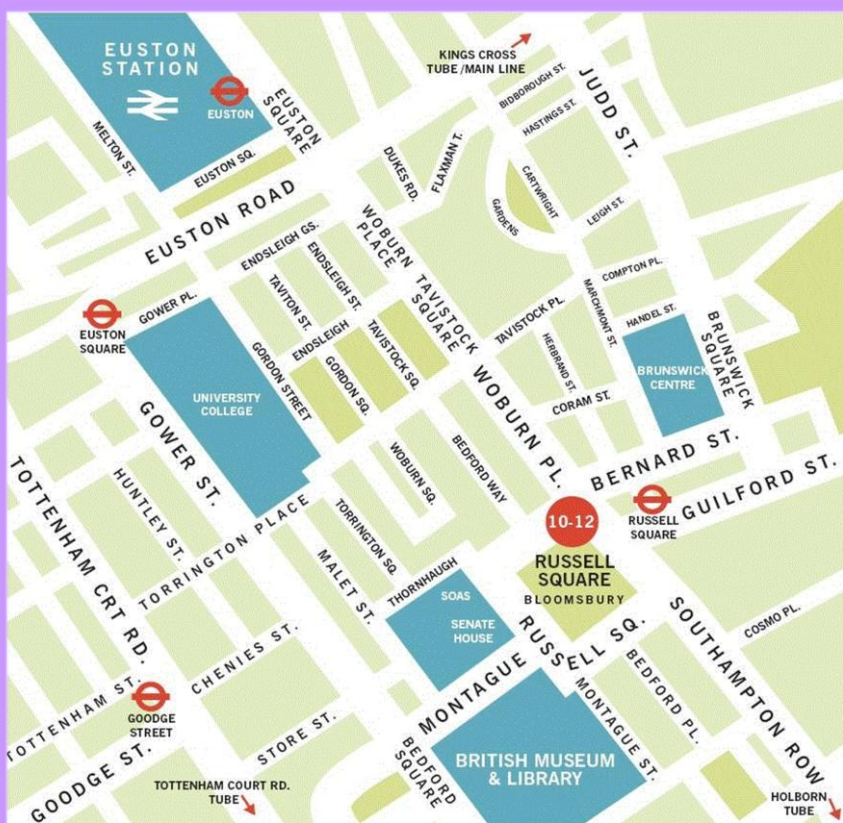 EUSTON
STATION
EUSTON
MELTON ST.
EUSTON
SQUARE
EUSTON SQ.
KINGS CROSS
TUBE /MAIN LINE
JUDD ST.
BIDBOROUGH ST.
HASTINGS ST.
DUKES RD.
FLAXMAN T.
CARTWRIGHT
GARDENS
LEIGH ST.
EUSTON ROAD
ENDSLEIGH GS.
WOBURN
PLACE
TAVITON ST.
ENDSLEIGH ST.
TAVISTOCK
SQUARE
COMPTON PL.
MARCHMONT ST.
HANDEL ST.
TAVISTOCK PL.
HERBRAND ST.
CORAM ST.
BRUNSWICK
CENTRE
BRUNSWICK
SQUARE
GOWER PL.
EUSTON
SQUARE
ENDSLEIGH
TAVISTOCK SQ.
GORDON SQ.
GORDON STREET
UNIVERSITY
COLLEGE
GOWER ST.
WOBURN PL.
BERNARD ST.
GUILFORD ST.
RUSSELL
SQUARE
10-12
RUSSELL
SQUARE
BLOOMSBURY
BEDFORD WAY
WOBURN SQ.
TORRINGTON SQ.
TOTTENHAM CRT RD.
HUNTLEY ST.
TORRINGTON PLACE
MALET ST.
THORNHAUGH
SOAS
SENATE
HOUSE
RUSSELL SQ.
SOUTHAMPTON ROW
COSMO PL.
BEDFORD PL.
MONTAGUE ST.
MONTAGUE
CHENIES ST.
TOTTENHAM ST.
GOODGE
STREET
GOODGE ST.
STORE ST.
BEDFORD
SQUARE
BRITISH MUSEUM
& LIBRARY
TOTTENHAM COURT RD.
TUBE
HOLBORN
TUBE